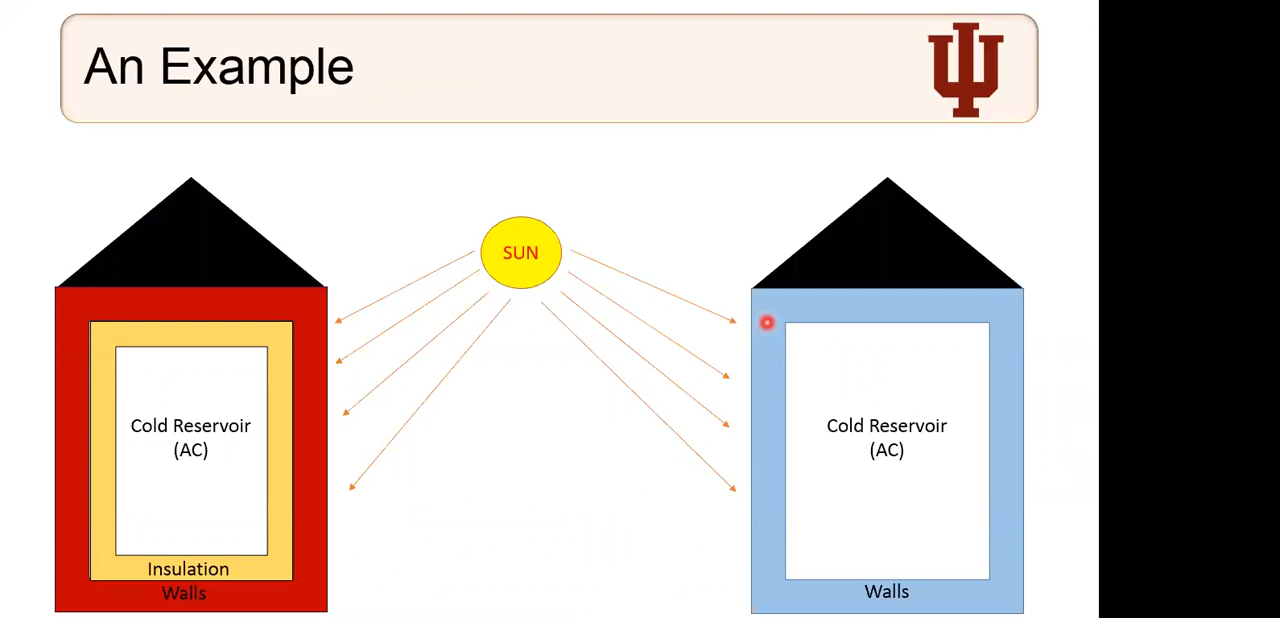 An Example
SUN
Cold Reservoir
(AC)
Insulation
Walls
Cold Reservoir
(AC)
Walls